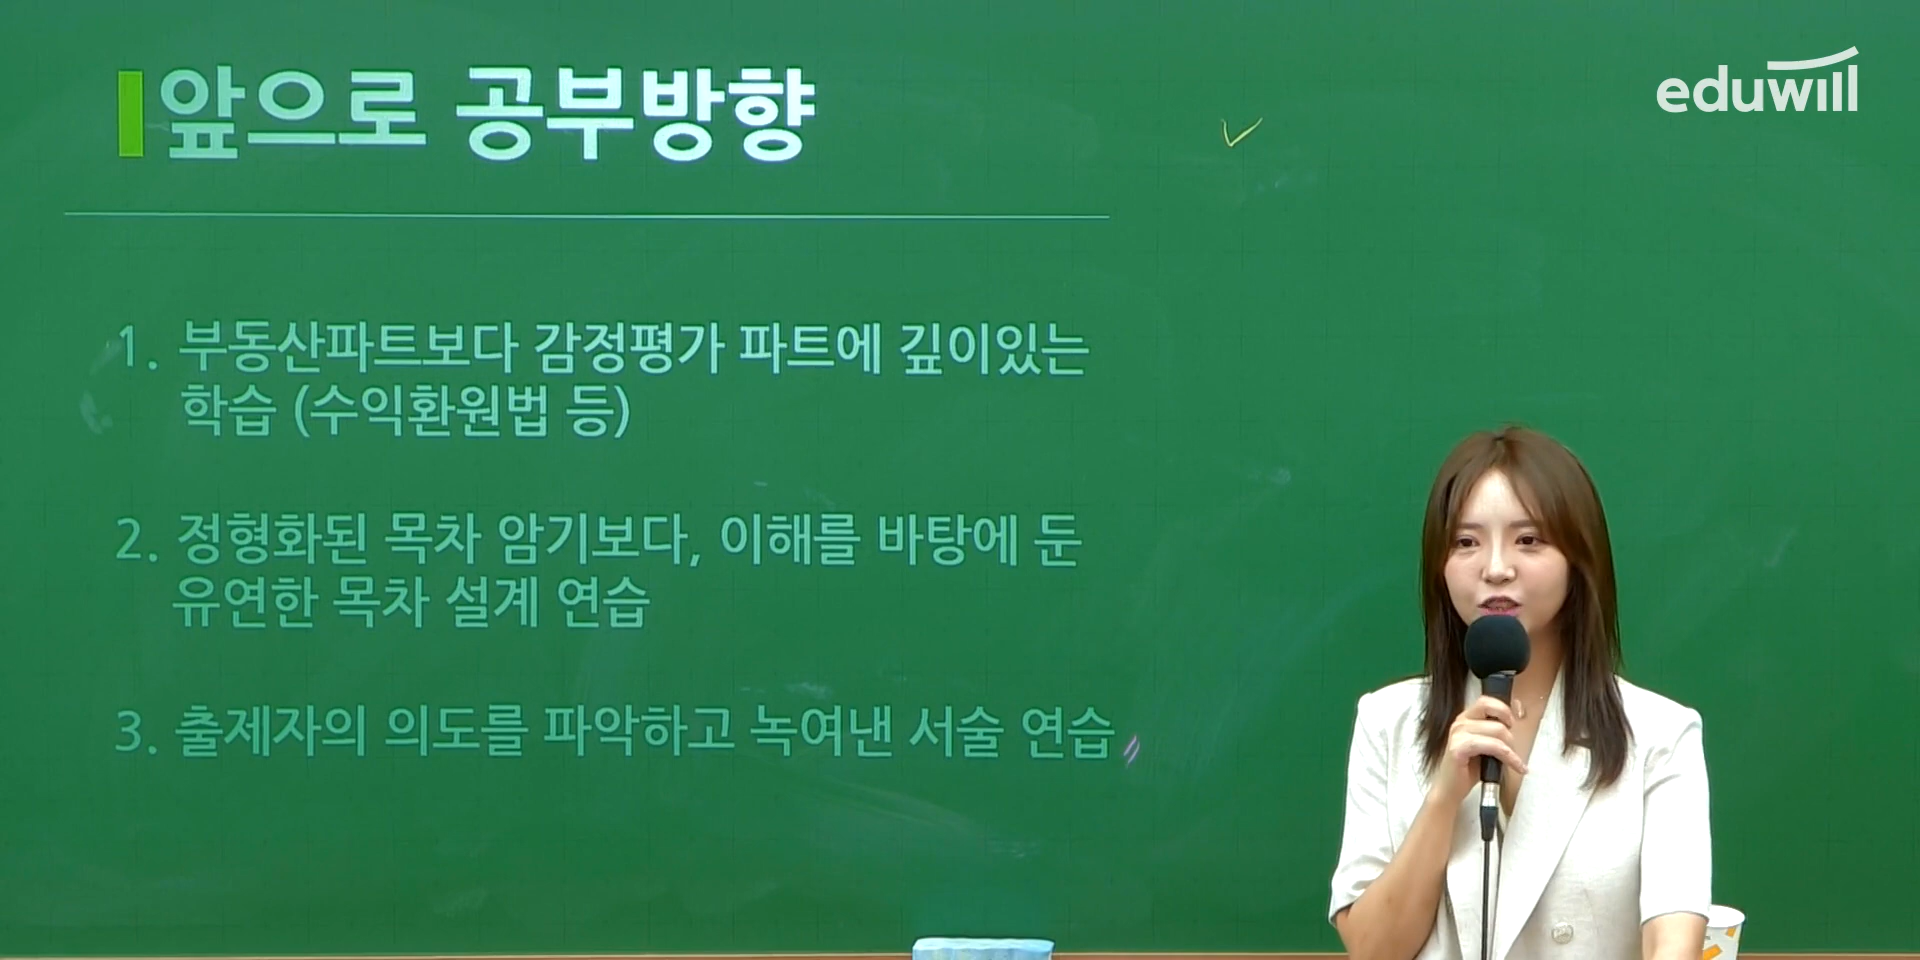 앞으로 공부방향
eduwill
1. 부동산파트보다 감정평가 파트에 깊이있는
학습 (수익환원법 등)
2. 정형화된 목차 암기보다, 이해를 바탕에 둔
유연한 목차 설계 연습
3. 출제자의 의도를 파악하고 녹여낸 서술 연습